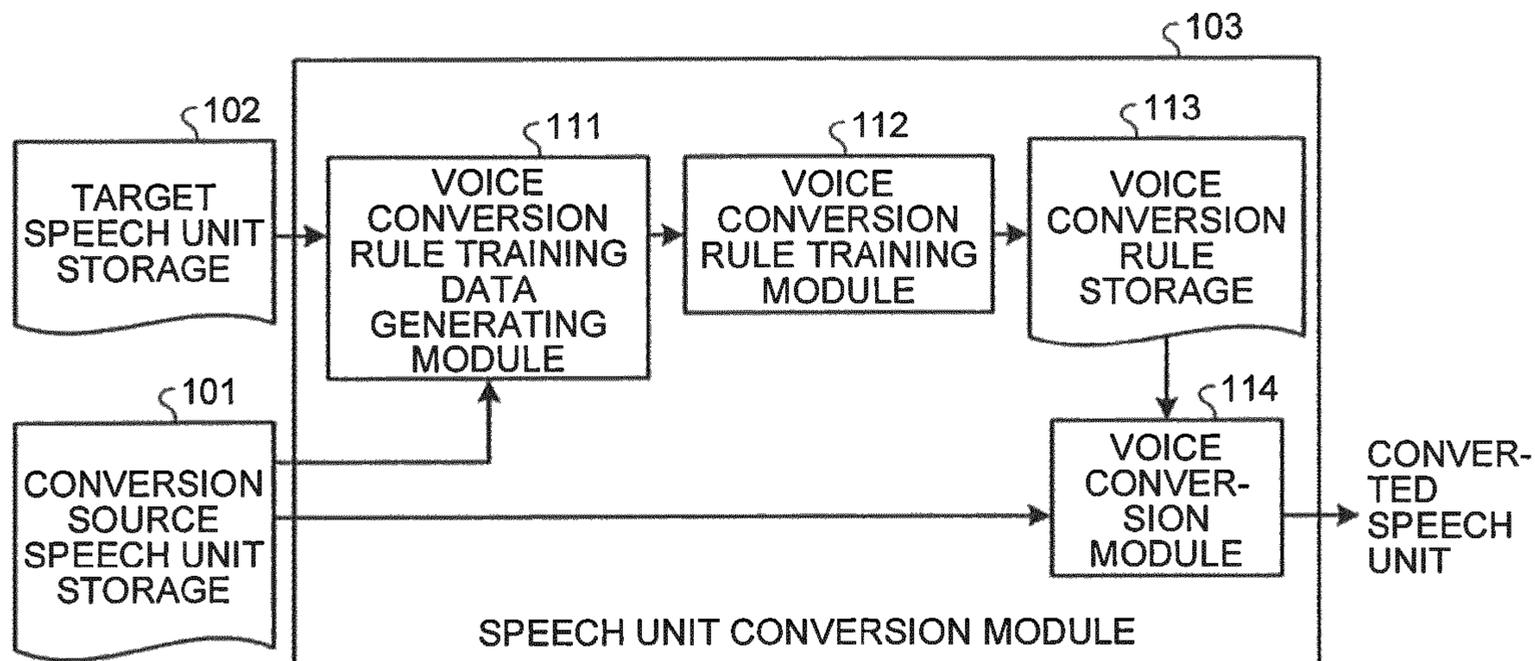 103
102
TARGET
SPEECH UNIT
STORAGE
111
VOICE
CONVERSION
RULE TRAINING
DATA
GENERATING
MODULE
112
VOICE
CONVERSION
RULE TRAINING
MODULE
113
VOICE
CONVERSION
RULE
STORAGE
101
CONVERSION
SOURCE
SPEECH UNIT
STORAGE
114
VOICE
CONVER-
SION
MODULE
CONVER-
TED
SPEECH
UNIT
SPEECH UNIT CONVERSION MODULE